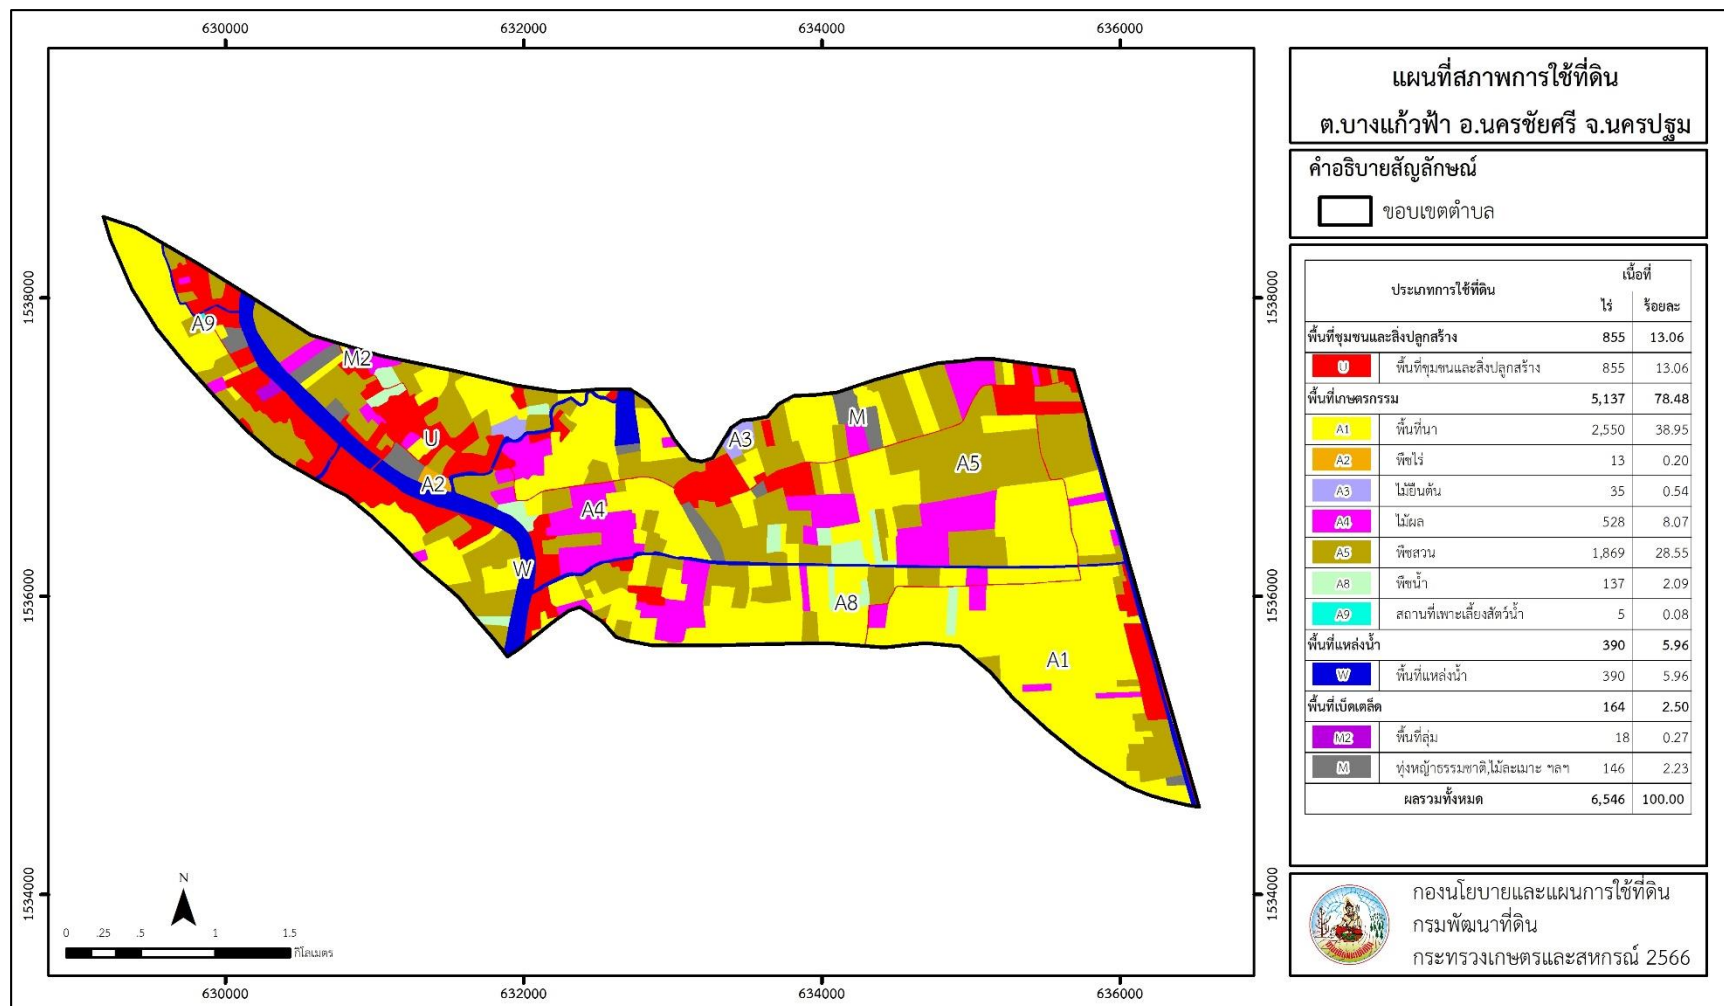 630000 632000 634000 636000
1538000 1538000
1536000 1536000
1534000 1534000
A9
M2
U
A2
W
A4
A3
M
A5
A8
A1
N
0 .25 .5 1 1.5
กิโลเมตร
630000 632000 634000 636000
แผนที่สภาพการใช้ที่ดิน
ต.บางแก้วฟ้า อ.นครชัยศรี จ.นครปฐม
คำอธิบายสัญลักษณ์
ขอบเขตตำบล
ประเภทการใช้ที่ดิน เนื้อที่
ไร่ ร้อยละ
พื้นที่ชุมชนและสิ่งปลูกสร้าง 855 13.06
U พื้นที่ชุมชนและสิ่งปลูกสร้าง 855 13.06
พื้นที่เกษตรกรรม 5,137 78.48
A1 พื้นที่นา 2,550 38.95
A2 พืชไร่ 13 0.20
A3 ไม้ยืนต้น 35 0.54
A4 ไม้ผล 528 8.07
A5 พืชสวน 1,869 28.55
A8 พืชน้ำ 137 2.09
A9 สถานที่เพาะเลี้ยงสัตว์น้ำ 5 0.08
พื้นที่แหล่งน้ำ 390 5.96
W พื้นที่แหล่งน้ำ 390 5.96
พื้นที่เบ็ดเตล็ด 164 2.50
M2 พื้นที่ลุ่ม 18 0.27
M ทุ่งหญ้าธรรมชาติ,ไม้ละเมาะ ฯลฯ 146 2.23
ผลรวมทั้งหมด 6,546 100.00
กองนโยบายและแผนการใช้ที่ดิน
กรมพัฒนาที่ดิน
กระทรวงเกษตรและสหกรณ์ 2566